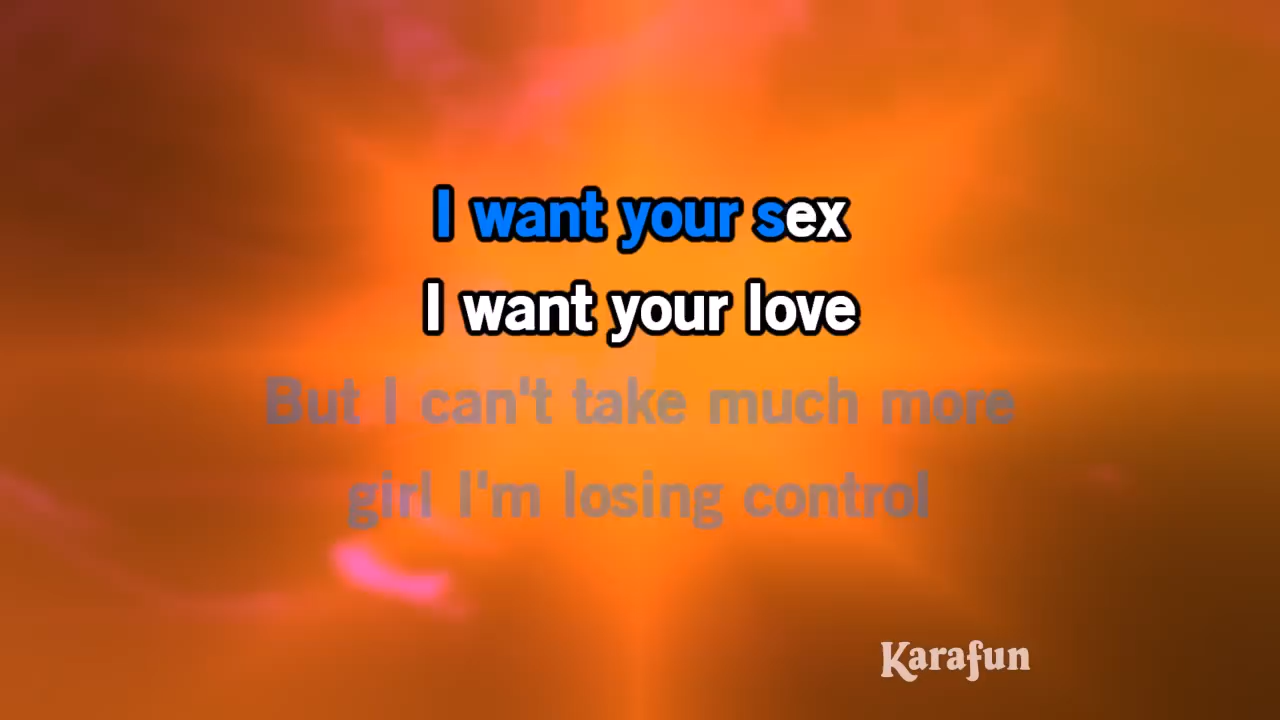 I want your sex
I want your love
But I can't take much more
girl I'm losing control
Karafun